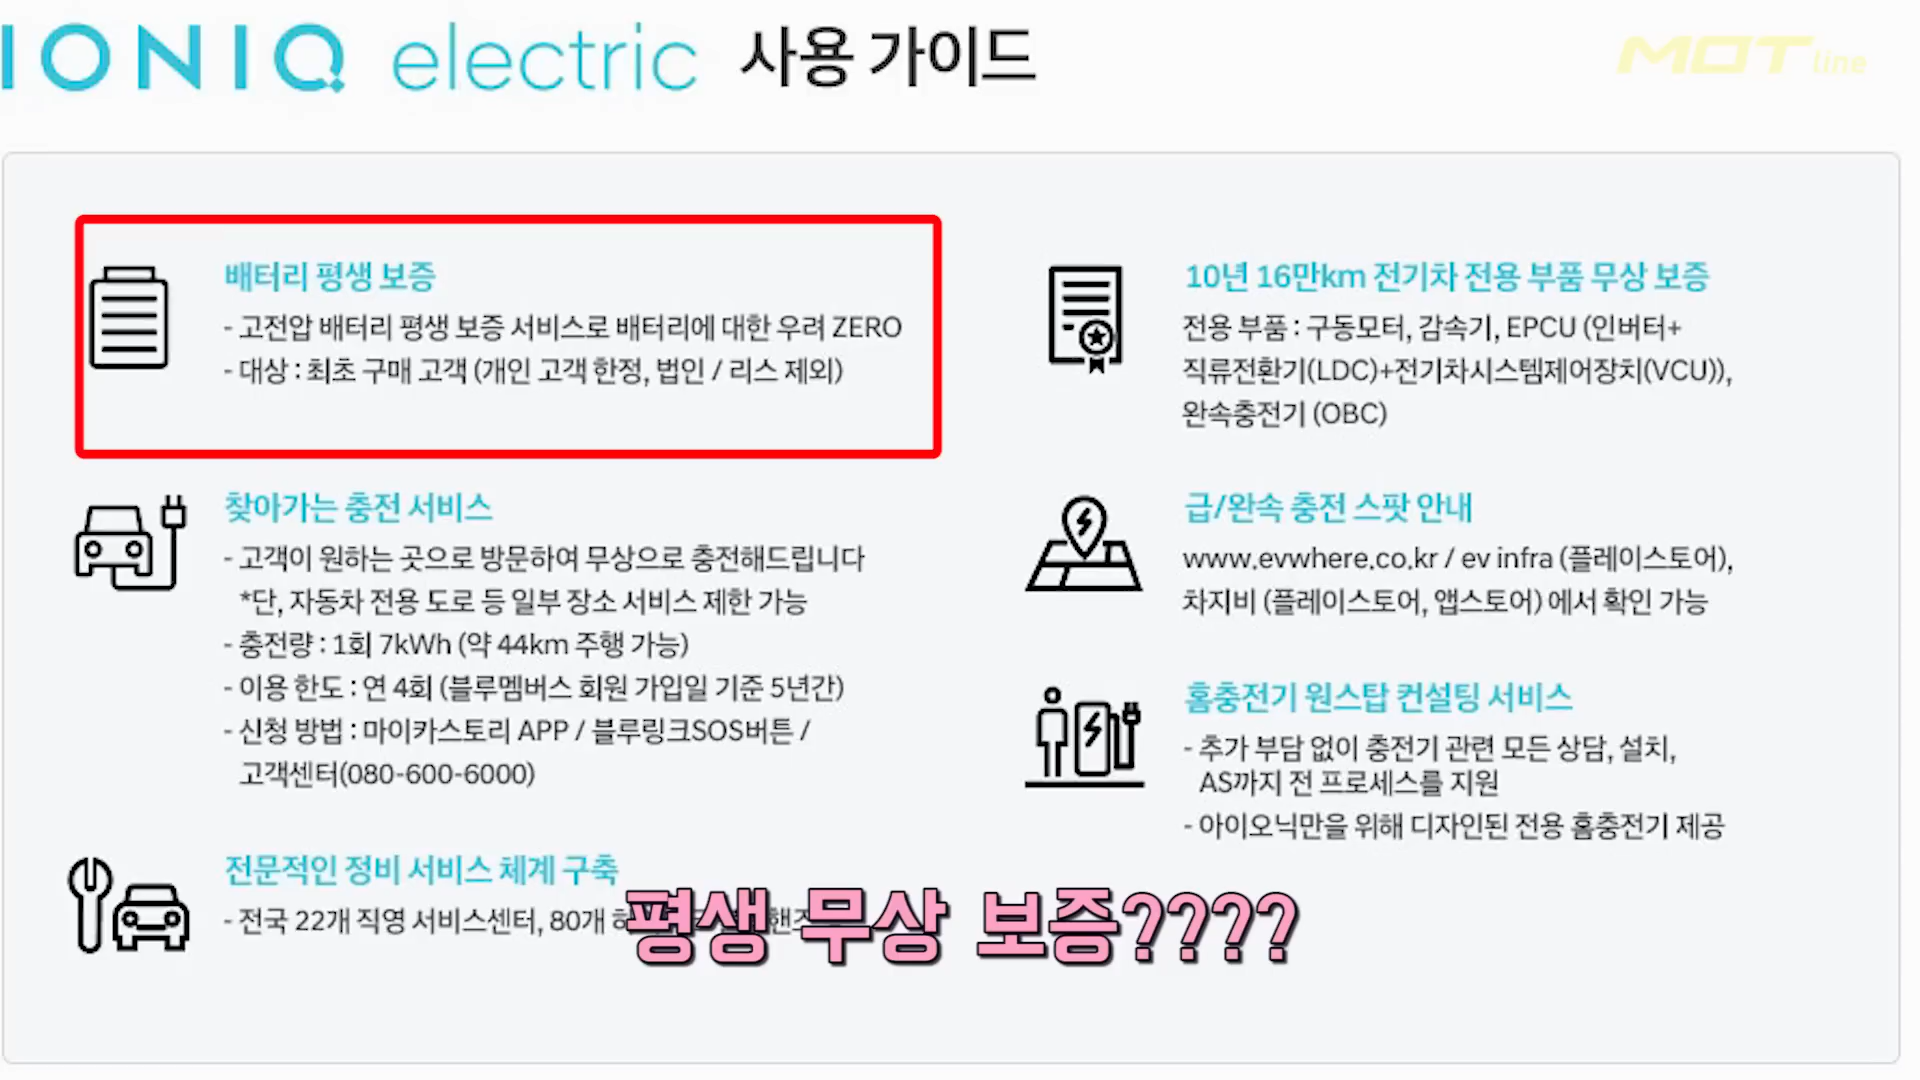 IONIQ electric 사용 가이드
MOTline
배터리 평생 보증
- 고전압 배터리 평생 보증 서비스로 배터리에 대한 우려 ZERO
- 대상 : 최초 구매 고객 (개인 고객 한정, 법인 / 리스 제외)
찾아가는 충전 서비스
- 고객이 원하는 곳으로 방문하여 무상으로 충전해드립니다
*단, 자동차 전용 도로 등 일부 장소 서비스 제한 가능
- 충전량 : 1회 7kWh (약 44km 주행 가능)
- 이용 한도 : 연 4회 (블루멤버스 회원 가입일 기준 5년간)
- 신청 방법 : 마이카스토리 APP / 블루링크SOS버튼 /
고객센터(080-600-6000)
전문적인 정비 서비스 체계 구축
- 전국 22개 직영 서비스센터, 80개
10년 16만km 전기차 전용 부품 무상 보증
전용 부품 : 구동모터, 감속기, EPCU (인버터+
직류전환기(LDC)+전기차시스템제어장치(VCU)),
완속충전기 (OBC)
급/완속 충전 스팟 안내
www.evwhere.co.kr / ev infra (플레이스토어),
차지비 (플레이스토어, 앱스토어) 에서 확인 가능
홈충전기 원스탑 컨설팅 서비스
- 추가 부담 없이 충전기 관련 모든 상담, 설치,
AS까지 전 프로세스를 지원
- 아이오닉만을 위해 디자인된 전용 홈충전기 제공
평생 무상 보증????